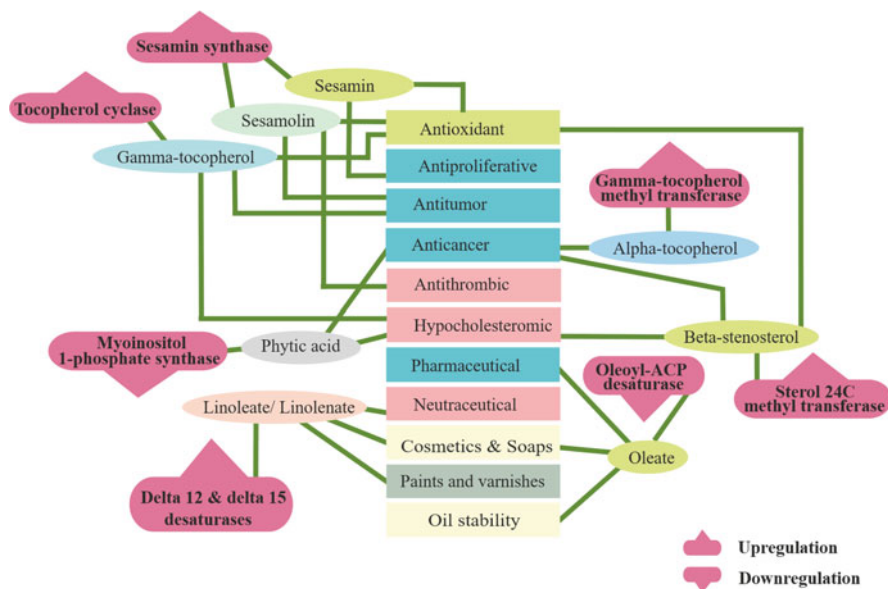 Sesamin synthase
Sesamin
Tocopherol cyclase
Sesamolin
Gamma-tocopherol
Antioxidant
Antiproliferative
Antitumor
Anticancer
Antithrombic
Hypocholesteromic
Pharmaceutical
Neutraceutical
Cosmetics & Soaps
Paints and varnishes
Oil stability
Gamma-tocopherol
methyl transferase
Alpha-tocopherol
Beta-stenosterol
Sterol 24C
methyl transferase
Oleoyl-ACP
desaturase
Oleate
Myoinositol
1-phosphate synthase
Phytic acid
Linoleate/ Linolenate
Delta 12 & delta 15
desaturases
Upregulation
Downregulation